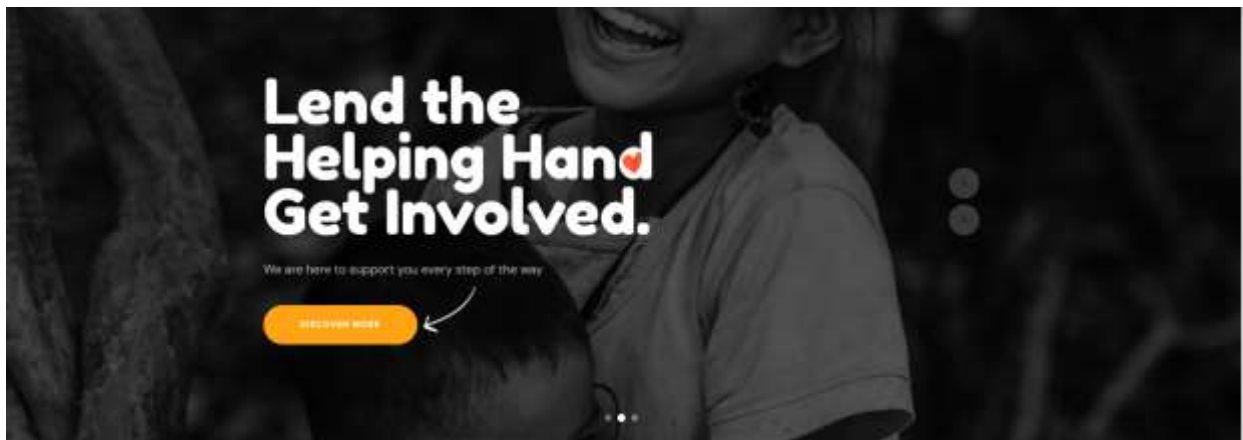 Lend the
Helping Hand
Get Involved.
We are here to support you every step of the way
DISCOVER MORE